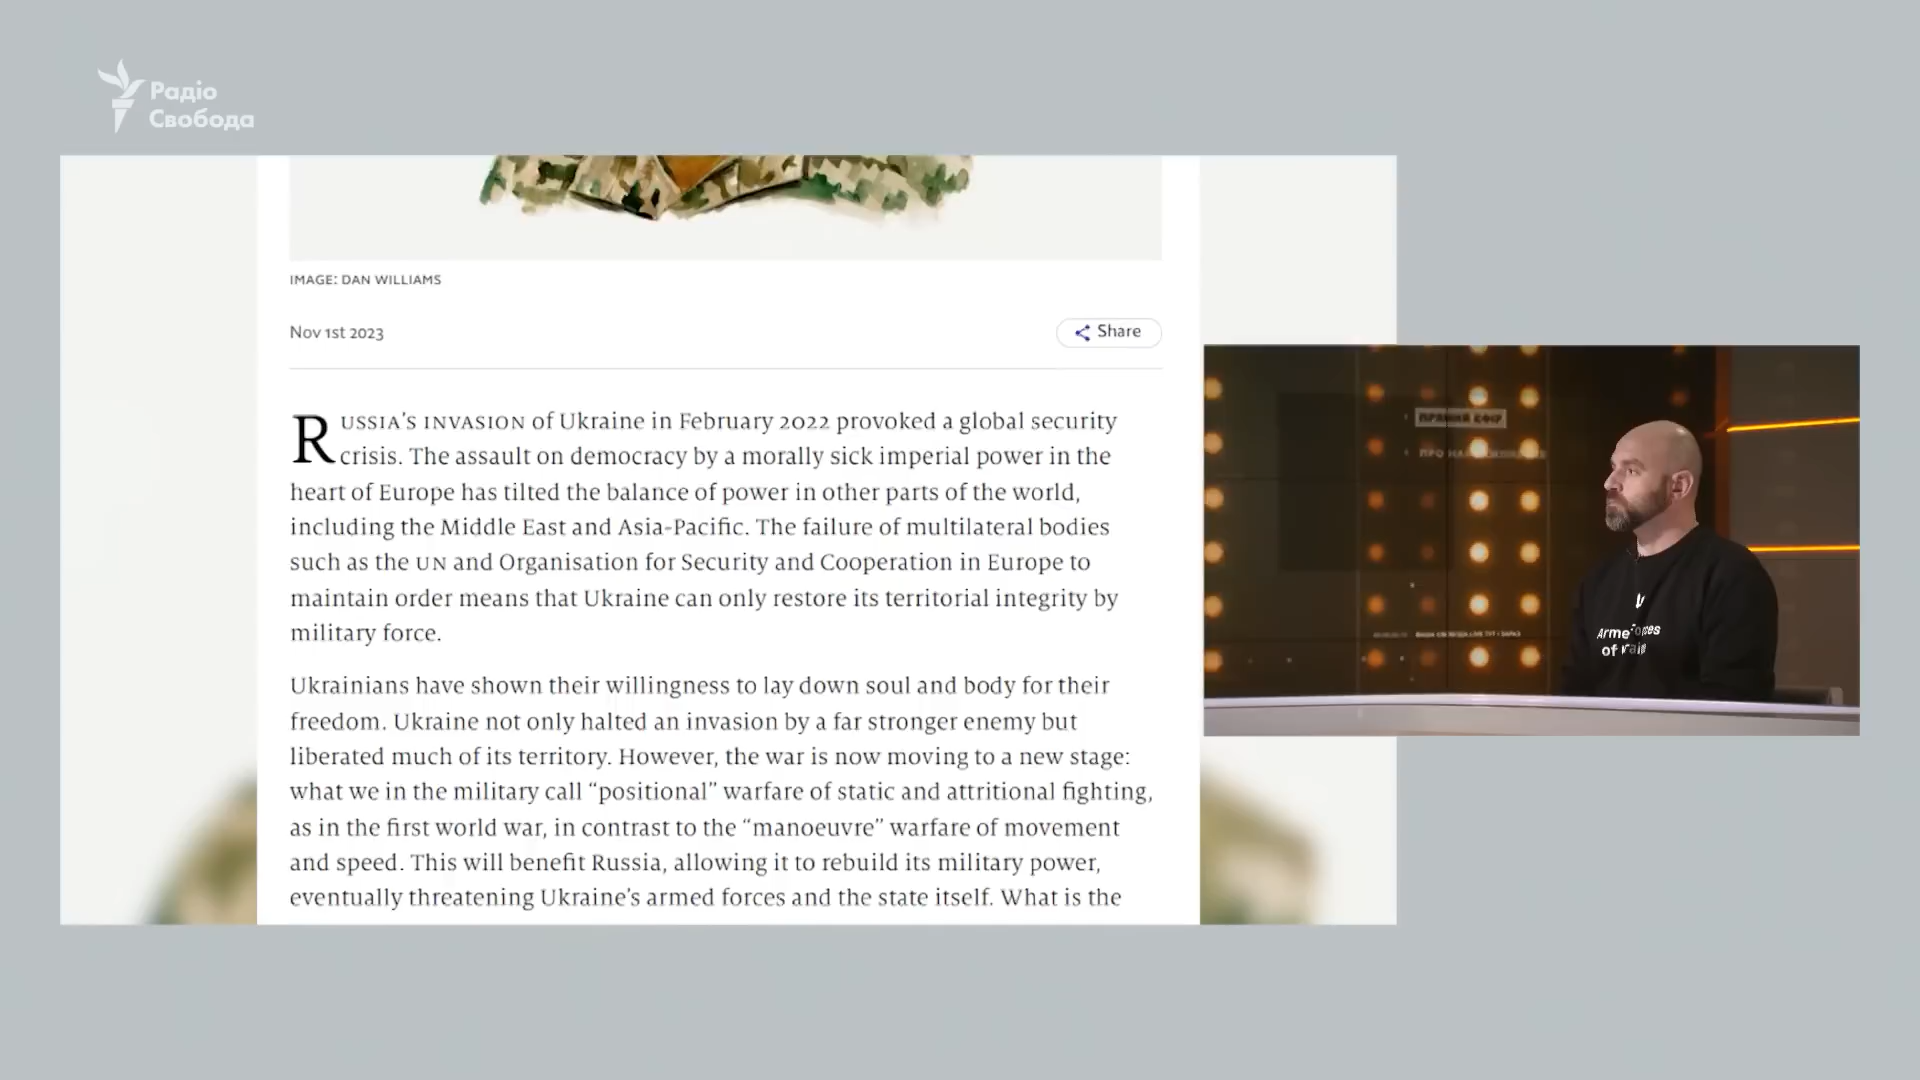 Радіо
Свобода
IMAGE: DAN WILLIAMS
Nov 1st 2023
Share
RUSSIA'S INVASION of Ukraine in February 2022 provoked a global security
crisis. The assault on democracy by a morally sick imperial power in the
heart of Europe has tilted the balance of power in other parts of the world,
including the Middle East and Asia-Pacific. The failure of multilateral bodies
such as the UN and Organisation for Security and Cooperation in Europe to
maintain order means that Ukraine can only restore its territorial integrity by
military force.
Ukrainians have shown their willingness to lay down soul and body for their
freedom. Ukraine not only halted an invasion by a far stronger enemy but
liberated much of its territory. However, the war is now moving to a new stage:
what we in the military call “positional” warfare of static and attritional fighting,
as in the first world war, in contrast to the “manoeuvre” warfare of movement
and speed. This will benefit Russia, allowing it to rebuild its military power,
eventually threatening Ukraine's armed forces and the state itself. What is the
ПРЯМИЙ ЕФІР
of